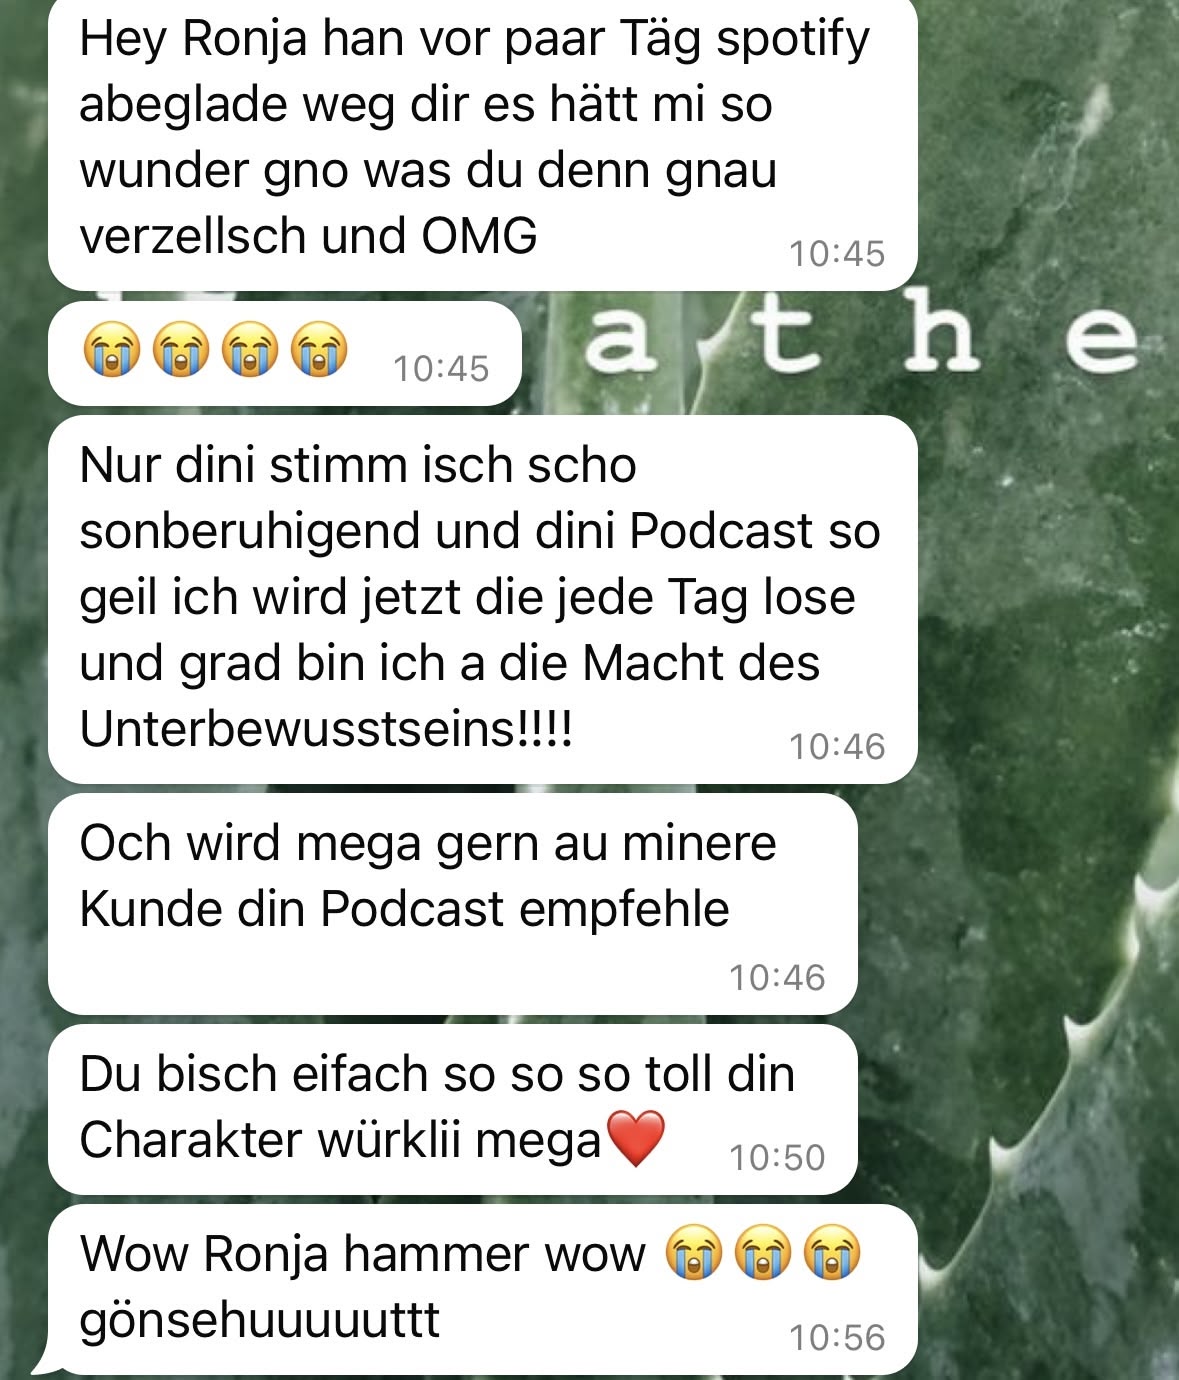 Hey Ronja han vor paar Täg spotify
abeglade weg dir es hätt mi so
wunder gno was du denn gnau
verzellsch und OMG
10:45
😭😭😭😭 10:45
a t h e
Nur dini stimm isch scho
sonberuhigend und dini Podcast so
geil ich wird jetzt die jede Tag lose
und grad bin ich a die Macht des
Unterbewusstseins!!!!
10:46
Och wird mega gern au minere
Kunde din Podcast empfehle
10:46
Du bisch eifach so so so toll din
Charakter würklii mega❤️
10:50
Wow Ronja hammer wow 😭😭😭
gönsehuuuuuttt
10:56